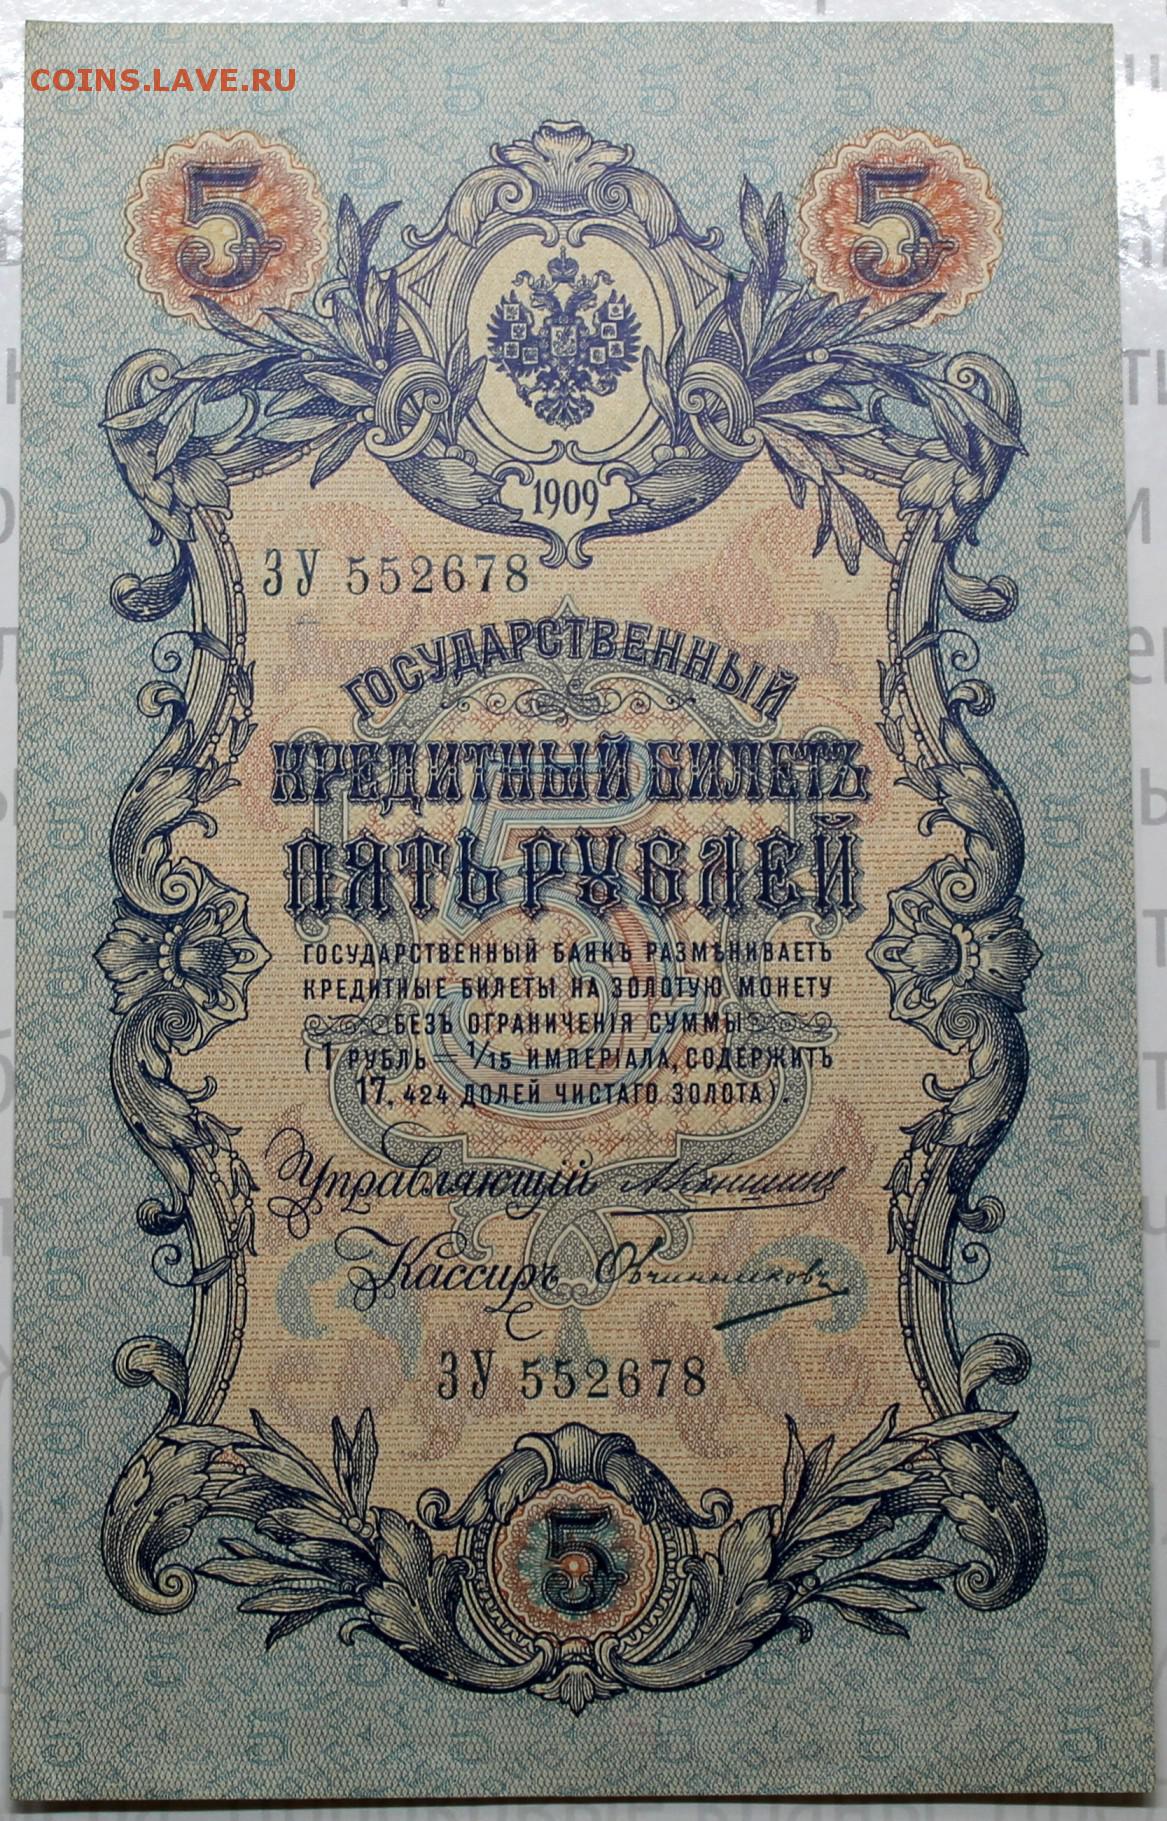 COINS.LAVE.RU
5 5
1909
ЗУ 552678
ГОСУДАРСТВЕННЫЙ
КРЕДИТНЫЙ БИЛЕТЪ
ПЯТЬ РУБЛЕЙ
ГОСУДАРСТВЕННЫЙ БАНКЪ РАЗМѢНИВАЕТЪ
КРЕДИТНЫЕ БИЛЕТЫ НА ЗОЛОТУЮ МОНЕТУ
БЕЗЪ ОГРАНИЧЕНІЯ СУММЫ
(1 РУБЛЬ = 1/15 ИМПЕРІАЛА, СОДЕРЖИТЪ
17,424 ДОЛЕЙ ЧИСТАГО ЗОЛОТА).
Управляющій
Кассиръ Овчинниковъ
ЗУ 552678
5